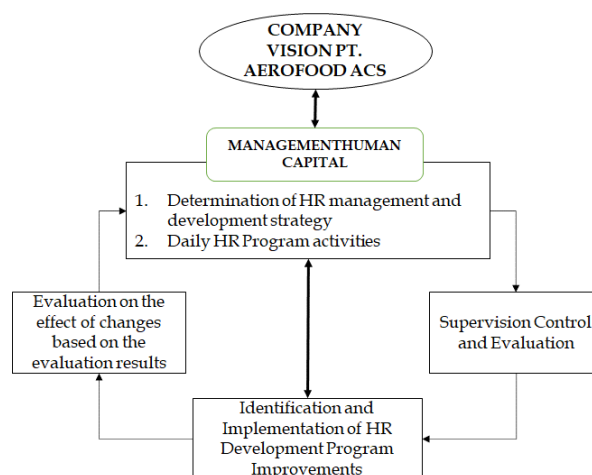 COMPANY
VISION PT.
AEROFOOD ACS
MANAGEMENTHUMAN
CAPITAL
1. Determination of HR management and
development strategy
2. Daily HR Program activities
Evaluation on the
effect of changes
based on the
evaluation results
Supervision Control
and Evaluation
Identification and
Implementation of HR
Development Program
Improvements